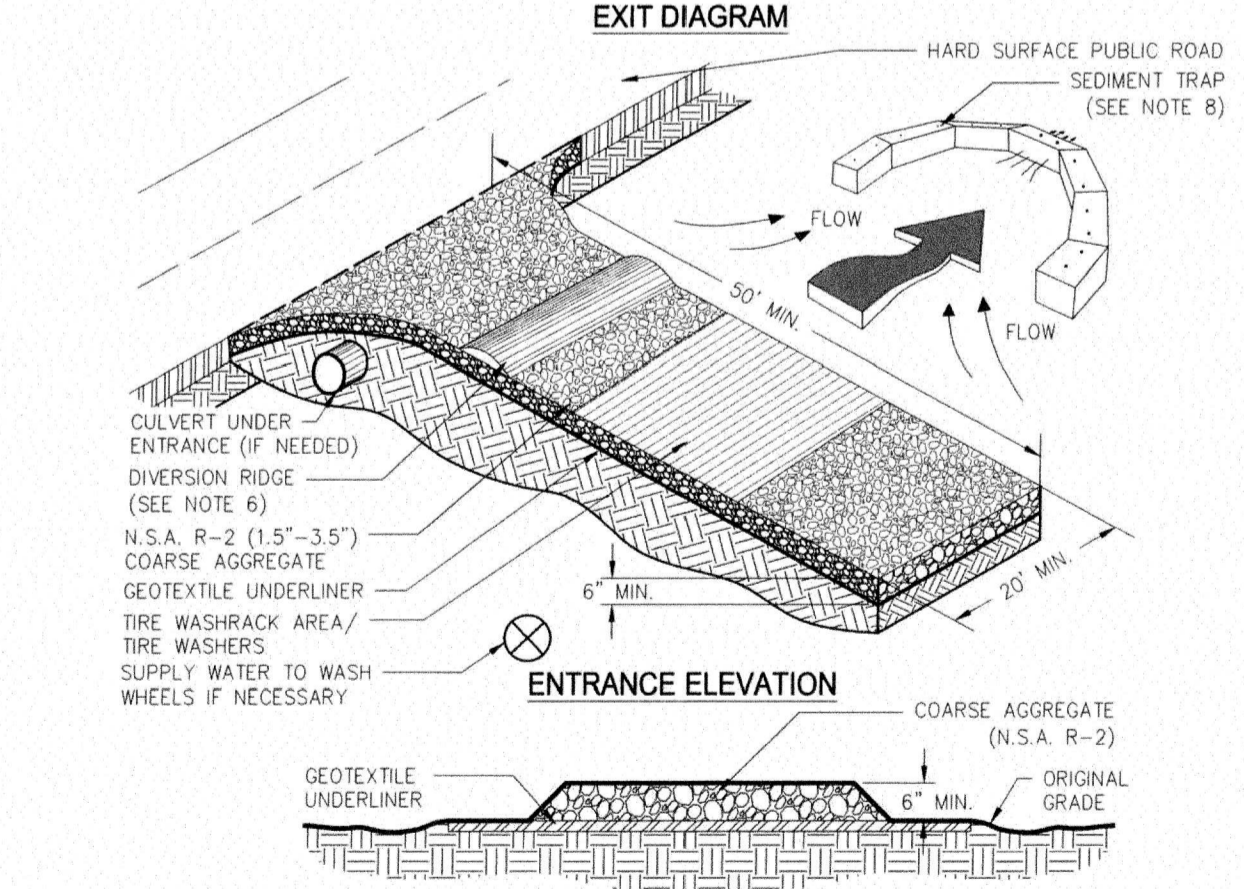 EXIT DIAGRAM
HARD SURFACE PUBLIC ROAD
SEDIMENT TRAP
(SEE NOTE 8)
FLOW
50' MIN.
FLOW
CULVERT UNDER
ENTRANCE (IF NEEDED)
DIVERSION RIDGE
(SEE NOTE 6)
N.S.A. R-2 (1.5"-3.5")
COARSE AGGREGATE
GEOTEXTILE UNDERLINER
TIRE WASHRACK AREA/
TIRE WASHERS
SUPPLY WATER TO WASH
WHEELS IF NECESSARY
6" MIN.
20' MIN.
ENTRANCE ELEVATION
COARSE AGGREGATE
(N.S.A. R-2)
GEOTEXTILE
UNDERLINER
6" MIN.
ORIGINAL
GRADE